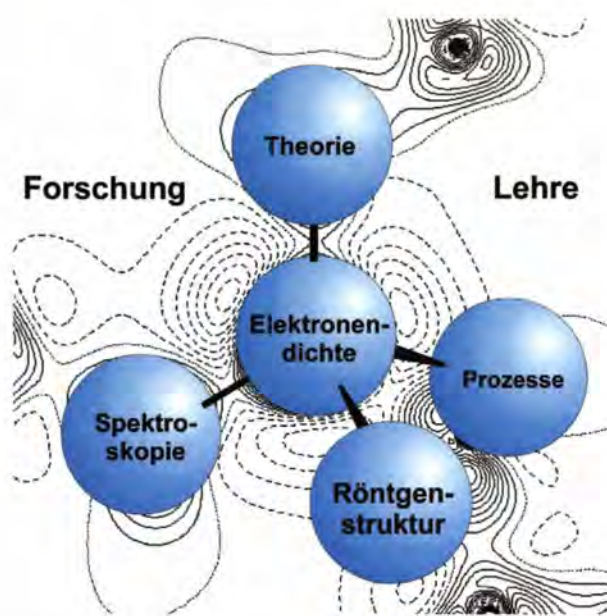 Theorie
Forschung
Lehre
Elektronen-
dichte
Prozesse
Spektro-
skopie
Röntgen-
struktur